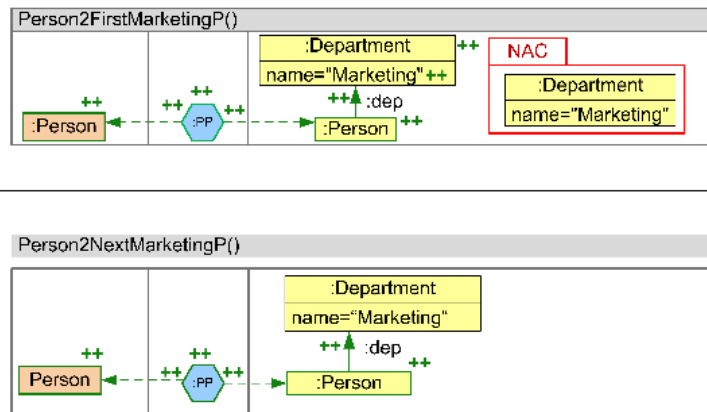 Person2FirstMarketingP()
:Department ++
NAC
name="Marketing" ++
:Department
name="Marketing"
++ ++ ++ :dep
++ ++
:Person :PP :Person ++
Person2NextMarketingP()
:Department
name="Marketing"
++ ++ ++ :dep
++
Person ++ :PP ++ :Person